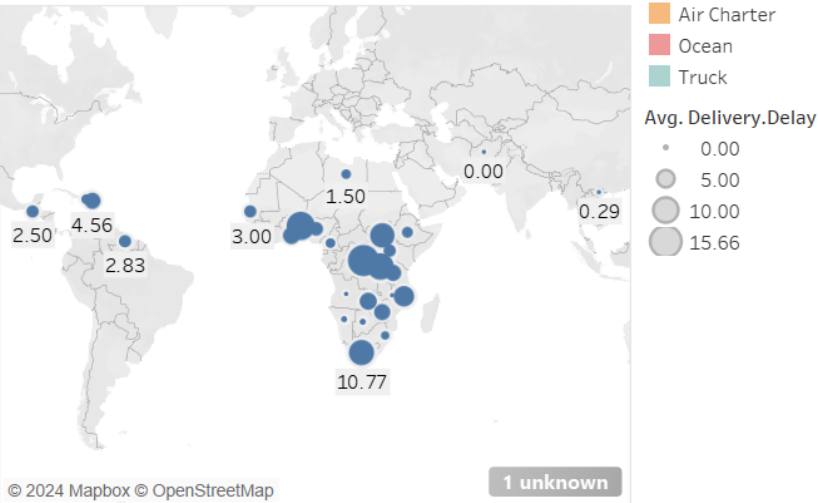 Air Charter
Ocean
Truck
Avg. Delivery.Delay
0.00
5.00
10.00
15.66
0.00
1.50
0.29
2.50
4.56
3.00
2.83
10.77
1 unknown
© 2024 Mapbox © OpenStreetMap